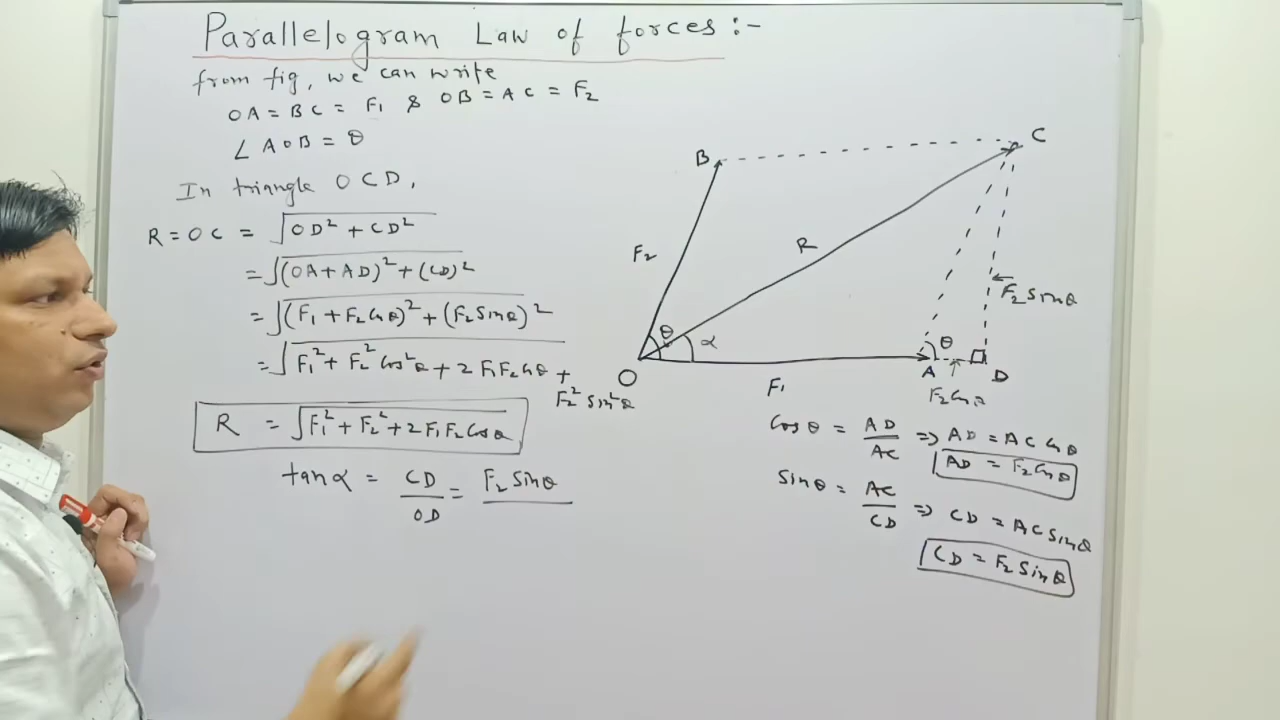 Parallelogram Law of forces:-
from fig, we can write
OA = BC = F₁ & OB = AC = F₂
∠AOB = θ
In triangle OCD,
R = OC = √(OD² + CD²)
= √((OA + AD)² + (CD)²)
= √((F₁ + F₂ Cosθ)² + (F₂ Sinθ)²)
= √(F₁² + F₂² Cos²θ + 2 F₁F₂ Cosθ +
F₂² Sin²θ
R = √(F₁² + F₂² + 2 F₁F₂ Cosθ)
tanα = CD/OD = F₂ Sinθ
B
C
F₂
R
F₂ Sinθ
θ
α
θ
O
A
D
F₁
F₂ Cosθ
Cosθ = AD/AC ⇒ AD = AC Cosθ
AD = F₂ Cosθ
Sinθ = AC/CD ⇒ CD = AC Sinθ
CD = F₂ Sinθ